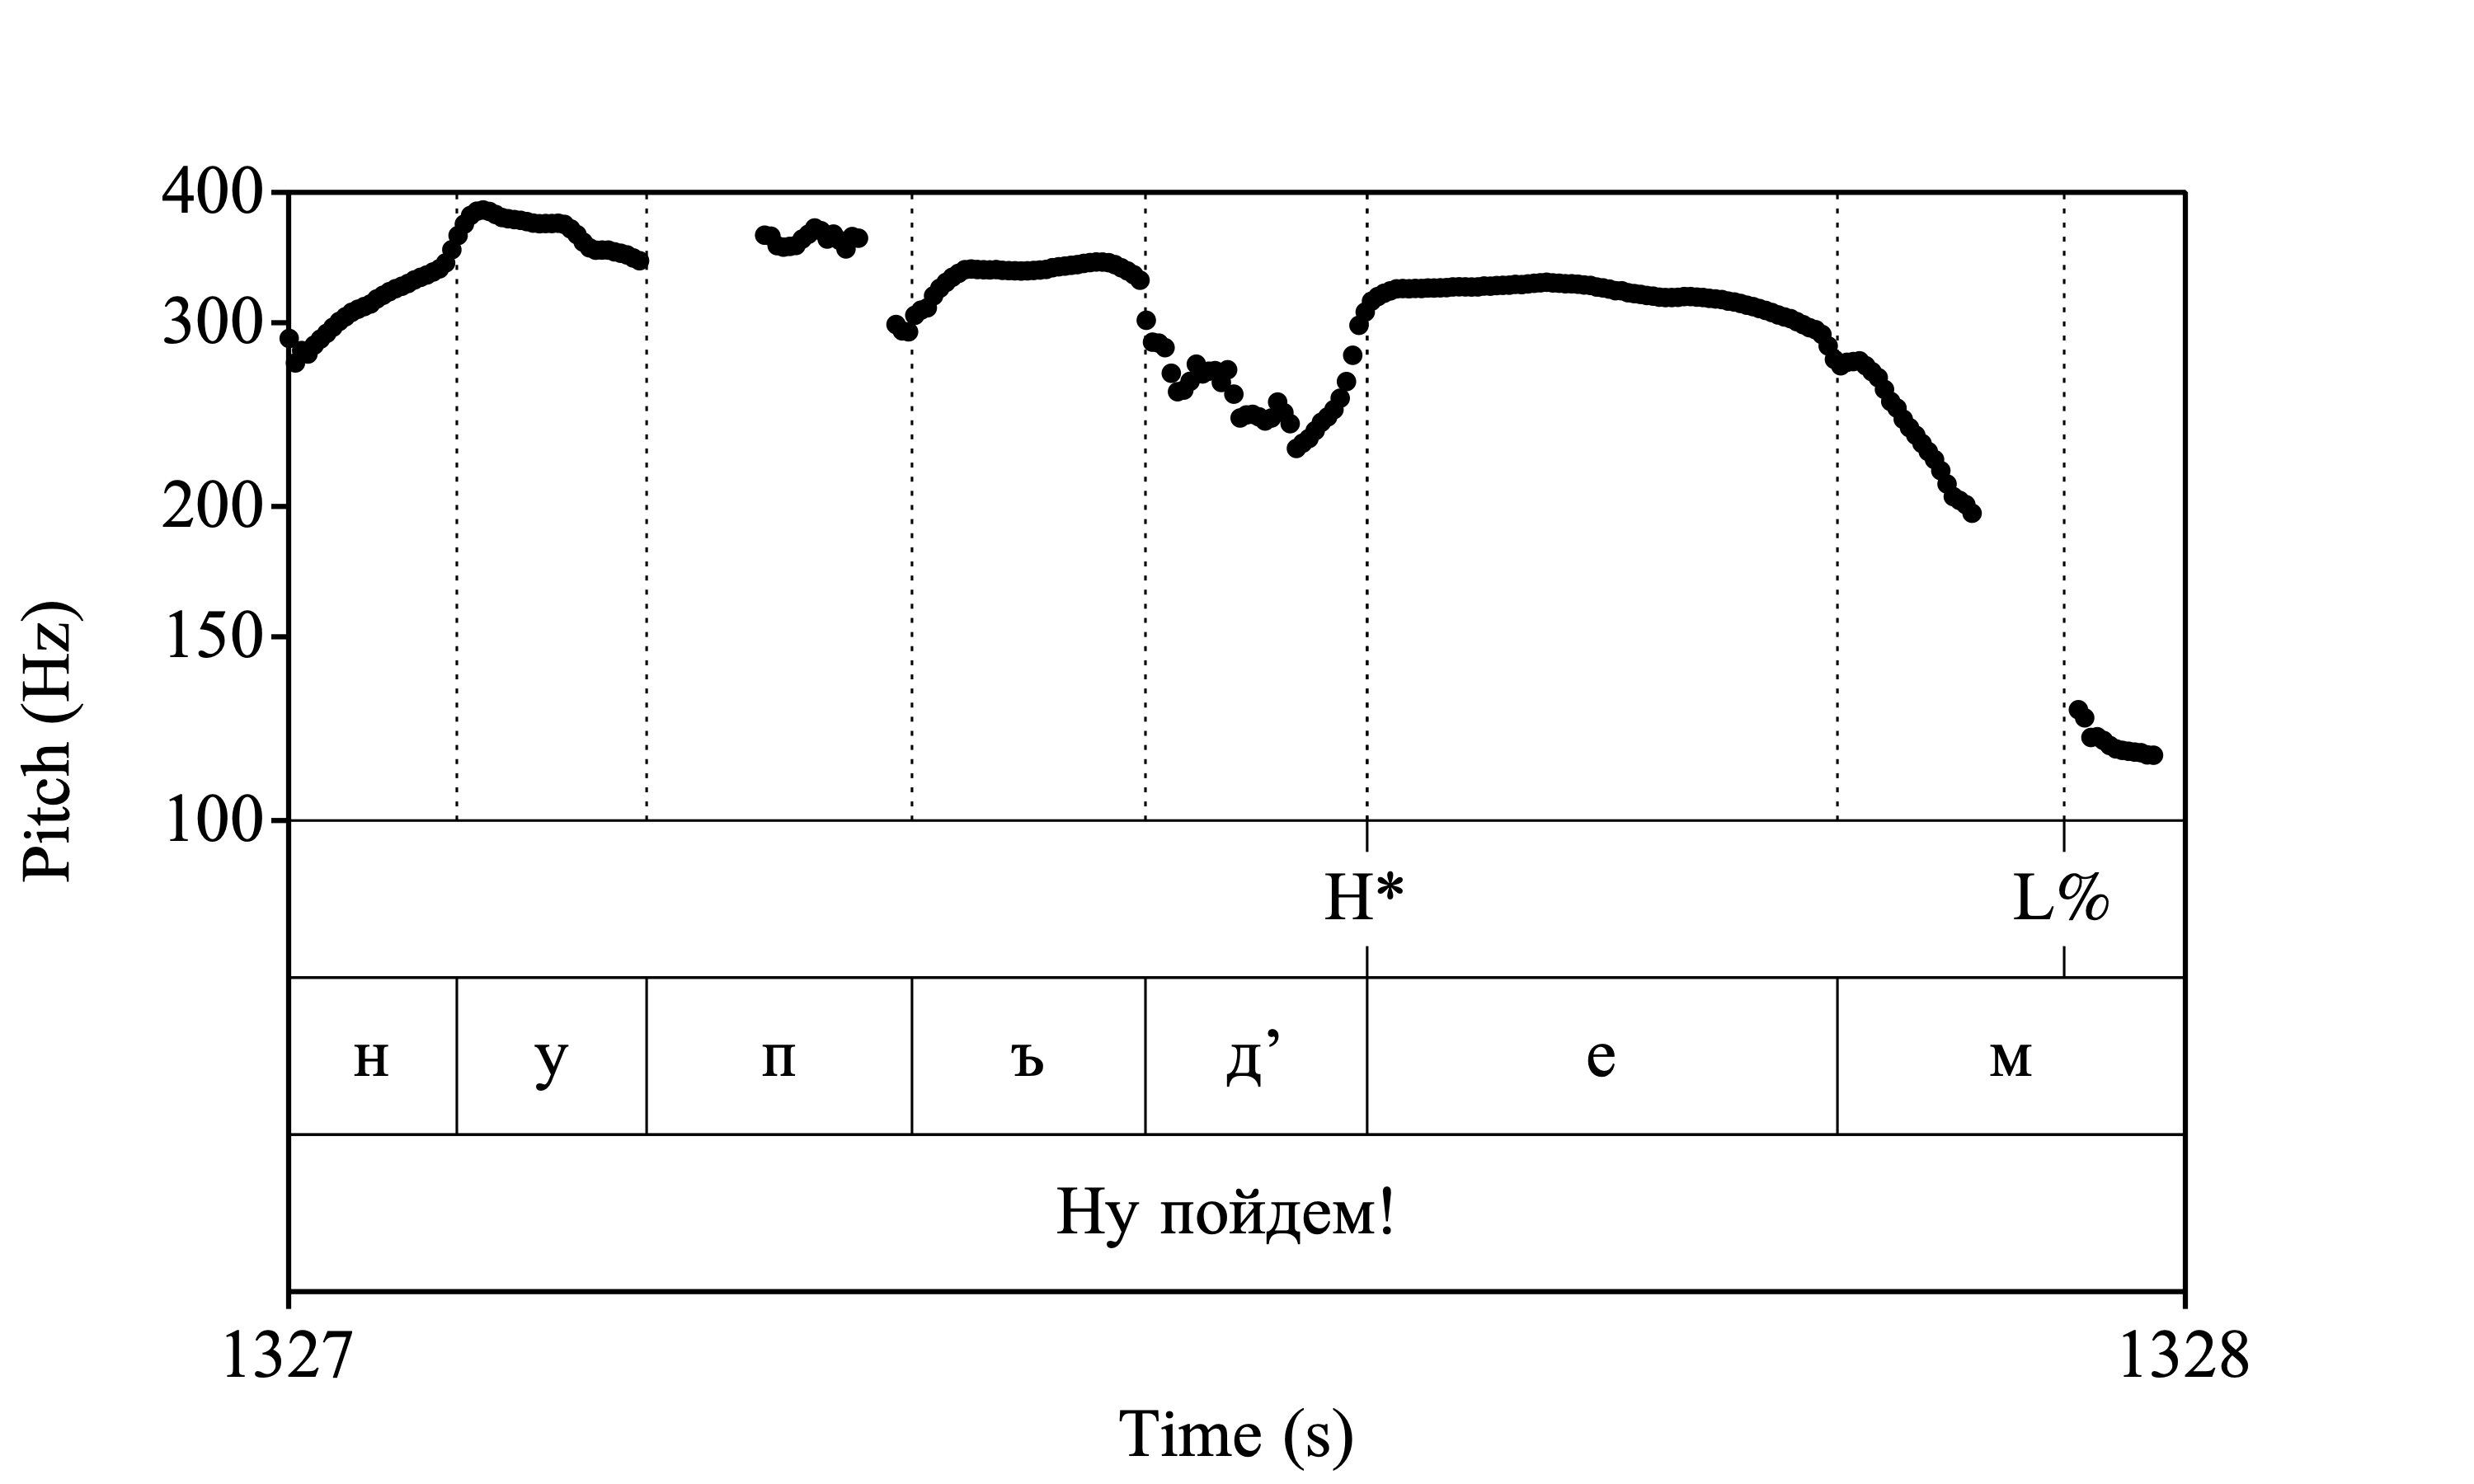 400
300
200
150
100
Pitch (Hz)
H* L%
н у п ъ д’ е м
Ну пойдем!
1327 1328
Time (s)